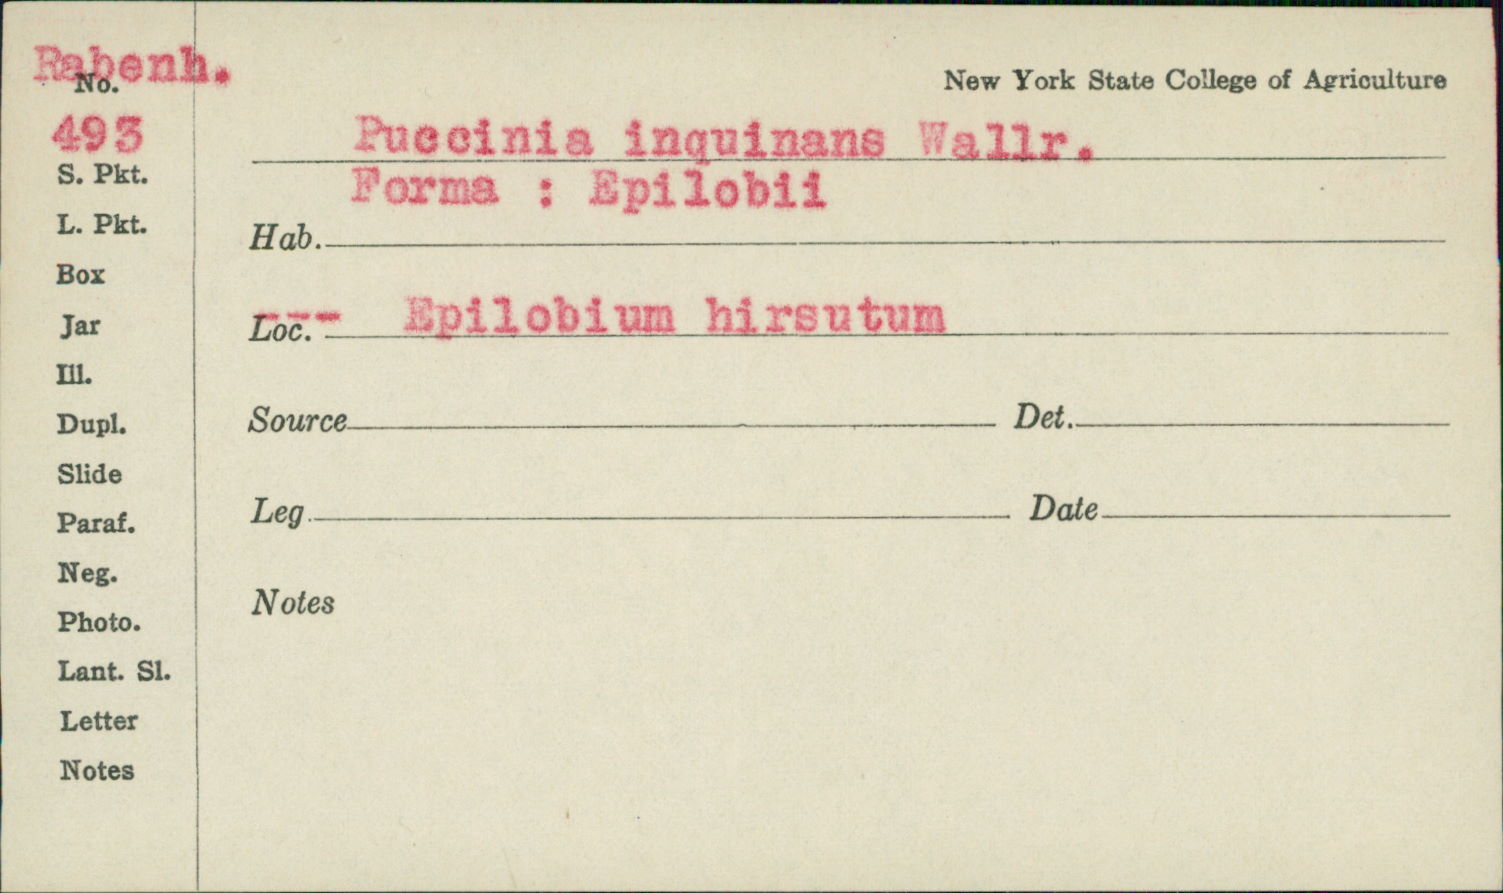 Rabenh.
No.
New York State College of Agriculture
493
Puccinia inquinans Wallr.
S. Pkt.
Forma : Epilobii
L. Pkt.
Hab.
Box
--- Epilobium hirsutum
Jar
Loc.
Ill.
Dupl.
Source Det.
Slide
Paraf.
Leg. Date
Neg.
Notes
Photo.
Lant. Sl.
Letter
Notes